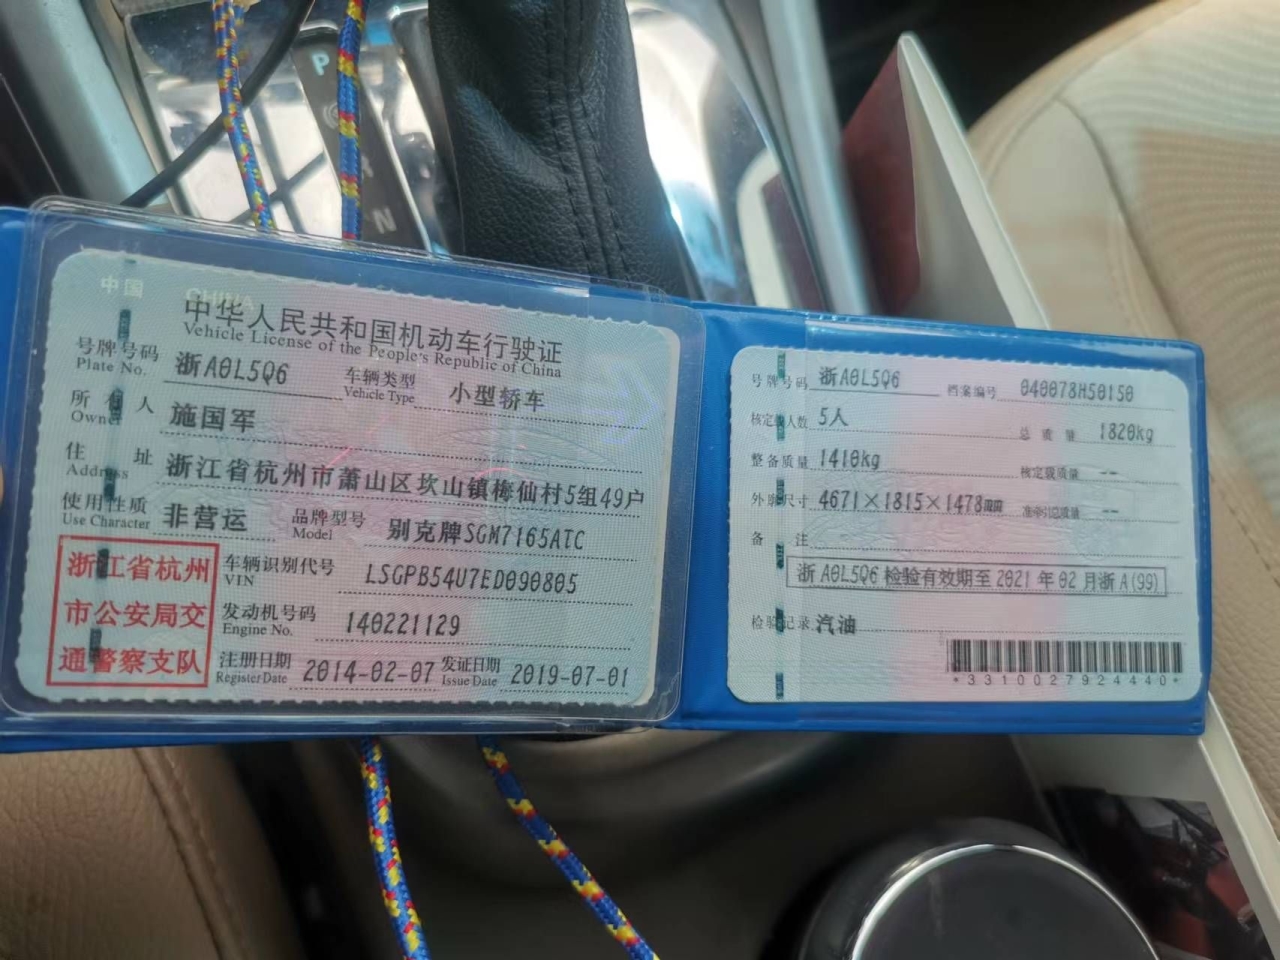 P
N
中国 CHINA
中华人民共和国机动车行驶证
Vehicle License of the People's Republic of China
号牌号码 浙A0L5Q6 车辆类型 小型轿车
Plate No. Vehicle Type
所有人 施国军
Owner
住址 浙江省杭州市萧山区坎山镇梅仙村5组49户
Address
使用性质 非营运 品牌型号 别克牌SGM7165ATC
Use Character Model
浙江省杭州
市公安局交
通警察支队
车辆识别代号 LSGPB54U7ED090805
VIN
发动机号码 140221129
Engine No.
注册日期 2014-02-07 发证日期 2019-07-01
Register Date Issue Date
号牌号码 浙A0L5Q6 档案编号 040078H50150
核定载人数 5人 总质量 1820kg
整备质量 1410kg 核定载质量 --
外廓尺寸 4671×1815×1478mm 准牵引总质量 --
备注
浙A0L5Q6 检验有效期至 2021年02月浙A(99)
检验记录 汽油
*3310027924440*